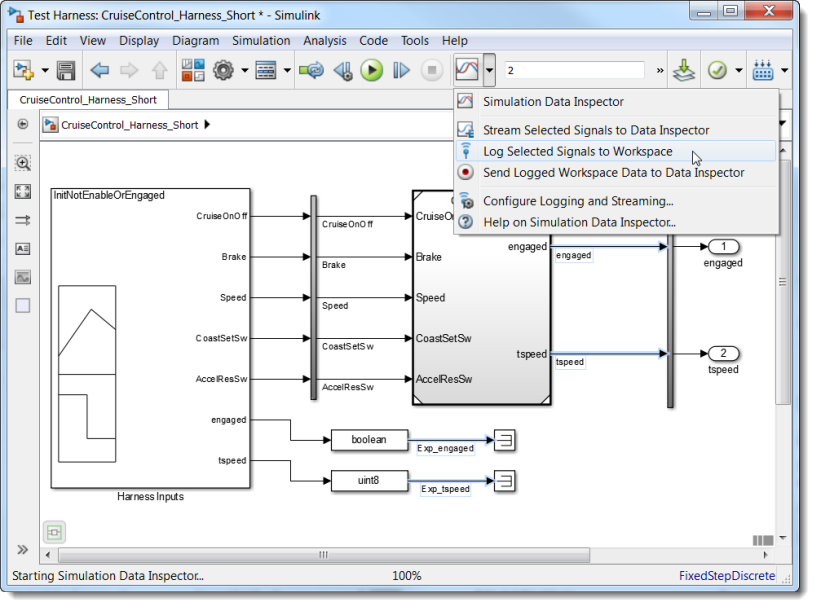 Test Harness: CruiseControl_Harness_Short * - Simulink
File Edit View Display Diagram Simulation Analysis Code Tools Help
2 »
CruiseControl_Harness_Short
CruiseControl_Harness_Short
Simulation Data Inspector
Stream Selected Signals to Data Inspector
Log Selected Signals to Workspace
Send Logged Workspace Data to Data Inspector
Configure Logging and Streaming...
Help on Simulation Data Inspector...
InitNotEnableOrEngaged
CruiseOnOff
CruiseOnOff
CruiseO
Brake
Brake
Brake
Speed
Speed
Speed
CoastSetSw
CoastSetSw
CoastSetSw
AccelResSw
AccelResSw
AccelResSw
engaged
engaged
1
engaged
tspeed
tspeed
2
tspeed
engaged
boolean
Exp_engaged
tspeed
uint8
Exp_tspeed
Harness Inputs
Starting Simulation Data Inspector... 100% FixedStepDiscrete